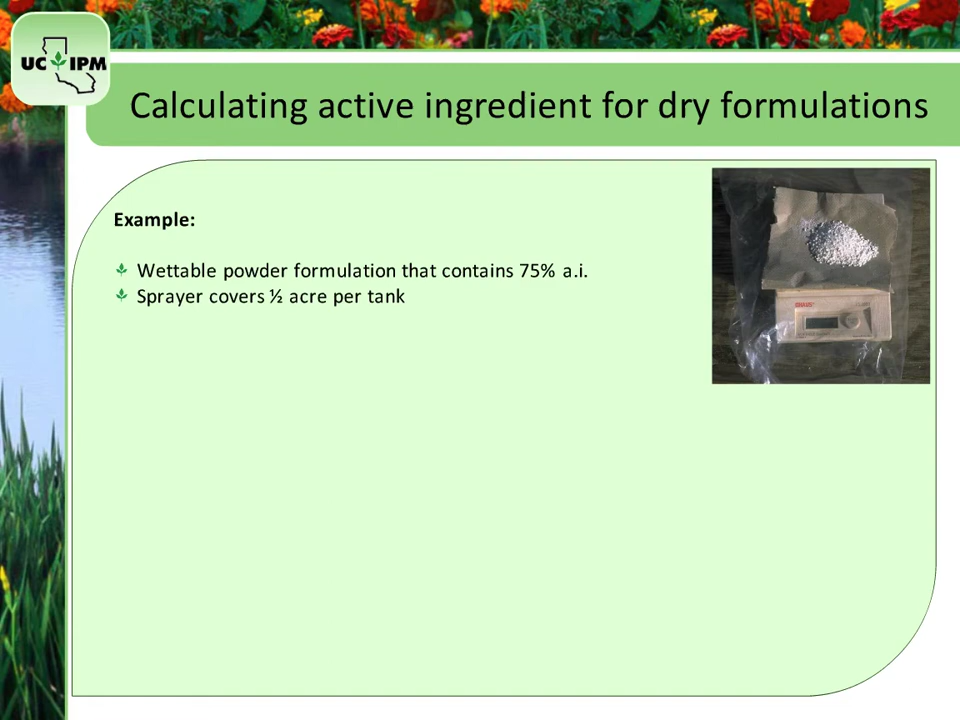 UC IPM
Calculating active ingredient for dry formulations
Example:
Wettable powder formulation that contains 75% a.i.
Sprayer covers ½ acre per tank